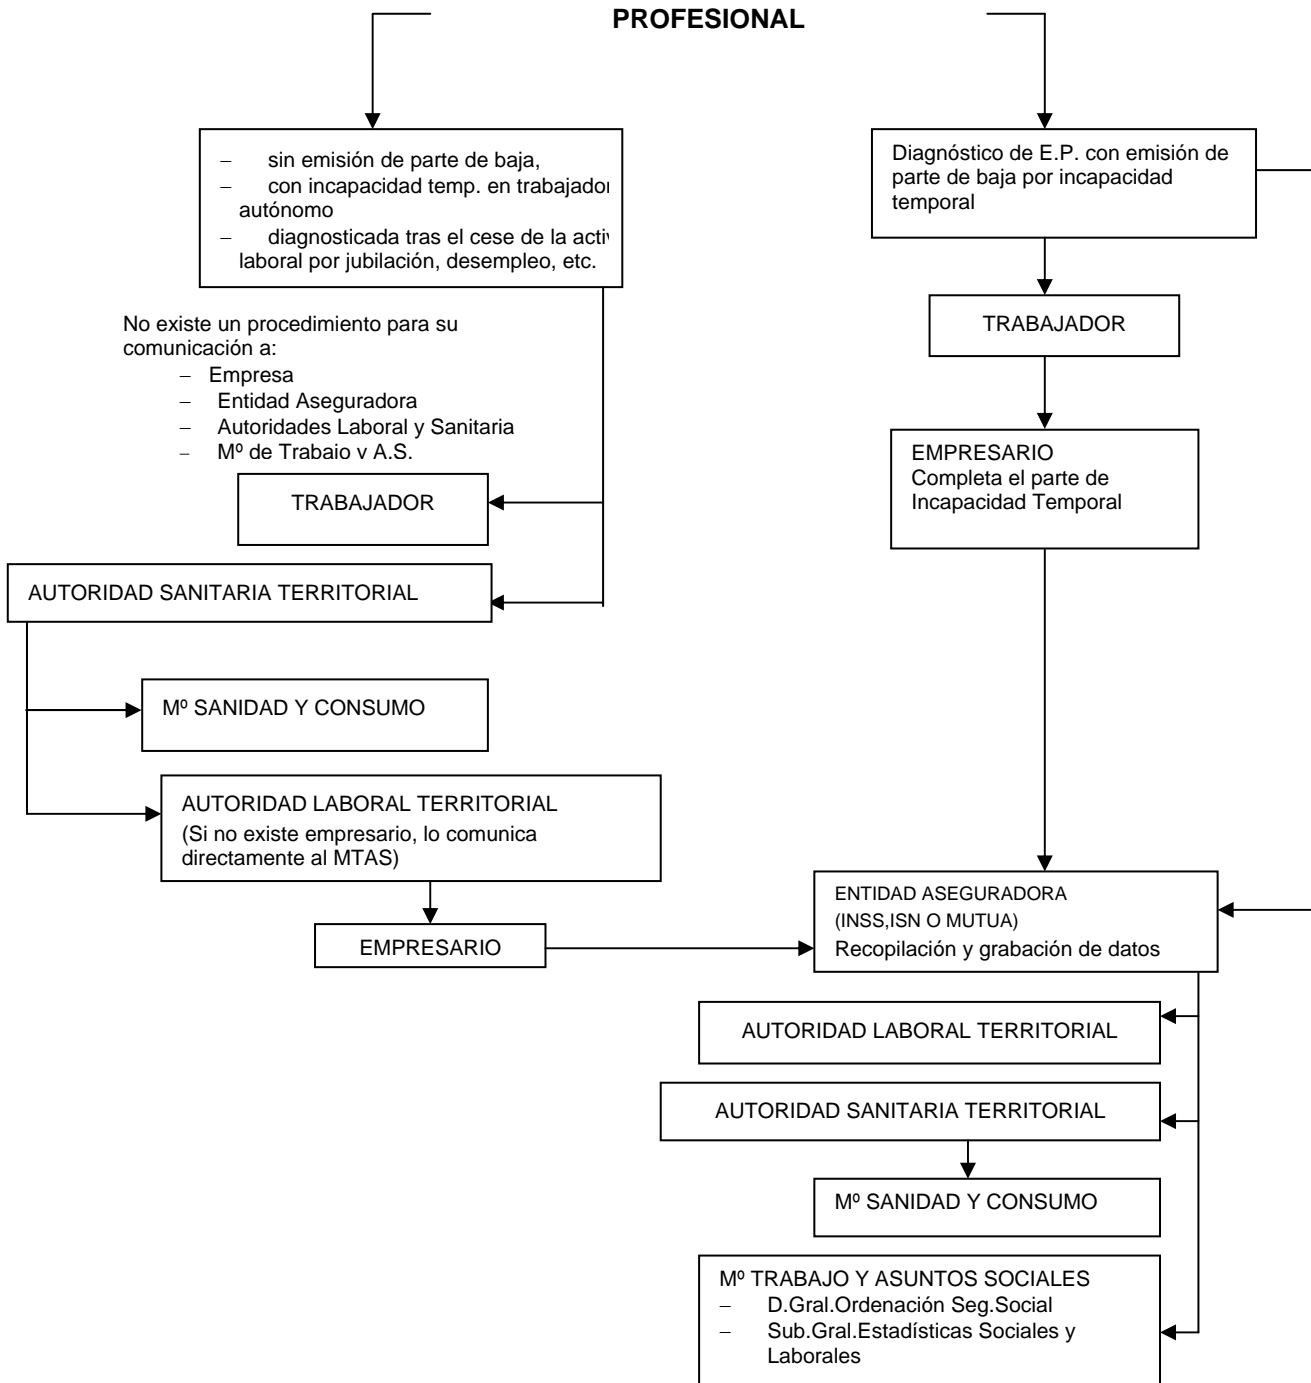 PROFESIONAL
– sin emisión de parte de baja,
– con incapacidad temp. en trabajador
autónomo
– diagnosticada tras el cese de la activ
laboral por jubilación, desempleo, etc.
No existe un procedimiento para su
comunicación a:
– Empresa
– Entidad Aseguradora
– Autoridades Laboral y Sanitaria
– Mº de Trabajo y A.S.
TRABAJADOR
AUTORIDAD SANITARIA TERRITORIAL
Mº SANIDAD Y CONSUMO
AUTORIDAD LABORAL TERRITORIAL
(Si no existe empresario, lo comunica
directamente al MTAS)
EMPRESARIO
Diagnóstico de E.P. con emisión de
parte de baja por incapacidad
temporal
TRABAJADOR
EMPRESARIO
Completa el parte de
Incapacidad Temporal
ENTIDAD ASEGURADORA
(INSS,ISN O MUTUA)
Recopilación y grabación de datos
AUTORIDAD LABORAL TERRITORIAL
AUTORIDAD SANITARIA TERRITORIAL
Mº SANIDAD Y CONSUMO
Mº TRABAJO Y ASUNTOS SOCIALES
– D.Gral.Ordenación Seg.Social
– Sub.Gral.Estadísticas Sociales y
Laborales